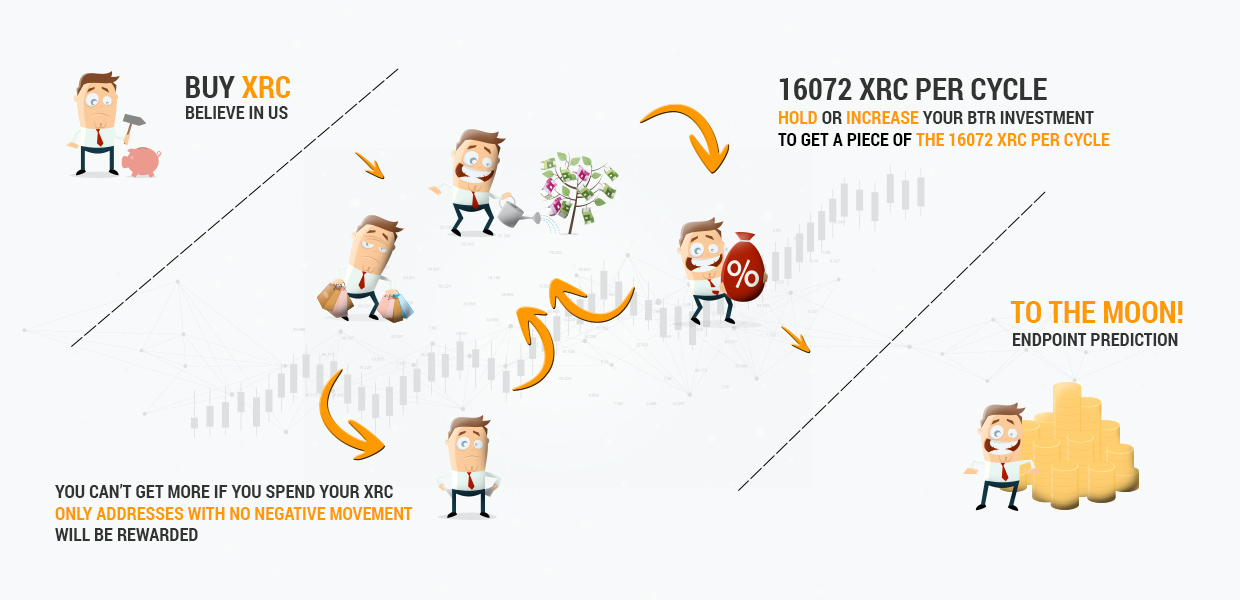 BUY XRC
BELIEVE IN US
16072 XRC PER CYCLE
HOLD OR INCREASE YOUR BTR INVESTMENT
TO GET A PIECE OF THE 16072 XRC PER CYCLE
%
TO THE MOON!
ENDPOINT PREDICTION
YOU CAN'T GET MORE IF YOU SPEND YOUR XRC
ONLY ADDRESSES WITH NO NEGATIVE MOVEMENT
WILL BE REWARDED